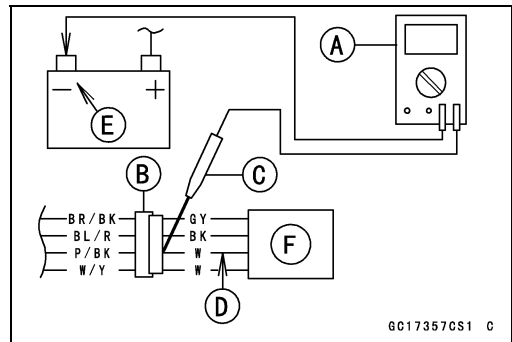 A
− +
E
B
C
BR/BK GY
BL/R BK
P/BK W
W/Y W
F
D
GC17357CS1 C